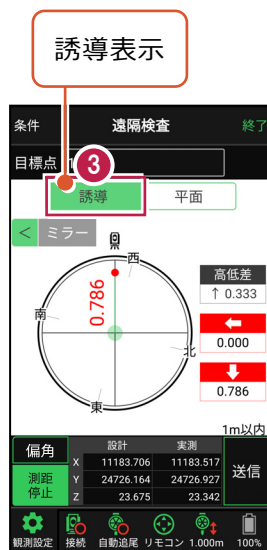 誘導表示
条件 遠隔検査 終了
目標点
3
誘導 平面
< ミラー
西
南
北
東
0.786
高低差
↑ 0.333
0.000
0.786
1m以内
偏角 設計 実測
X 11183.706 11183.517
測距停止 Y 24726.164 24726.927 送信
Z 23.675 23.342
観測設定 接続 自動追尾 リモコン 1.000m 100%